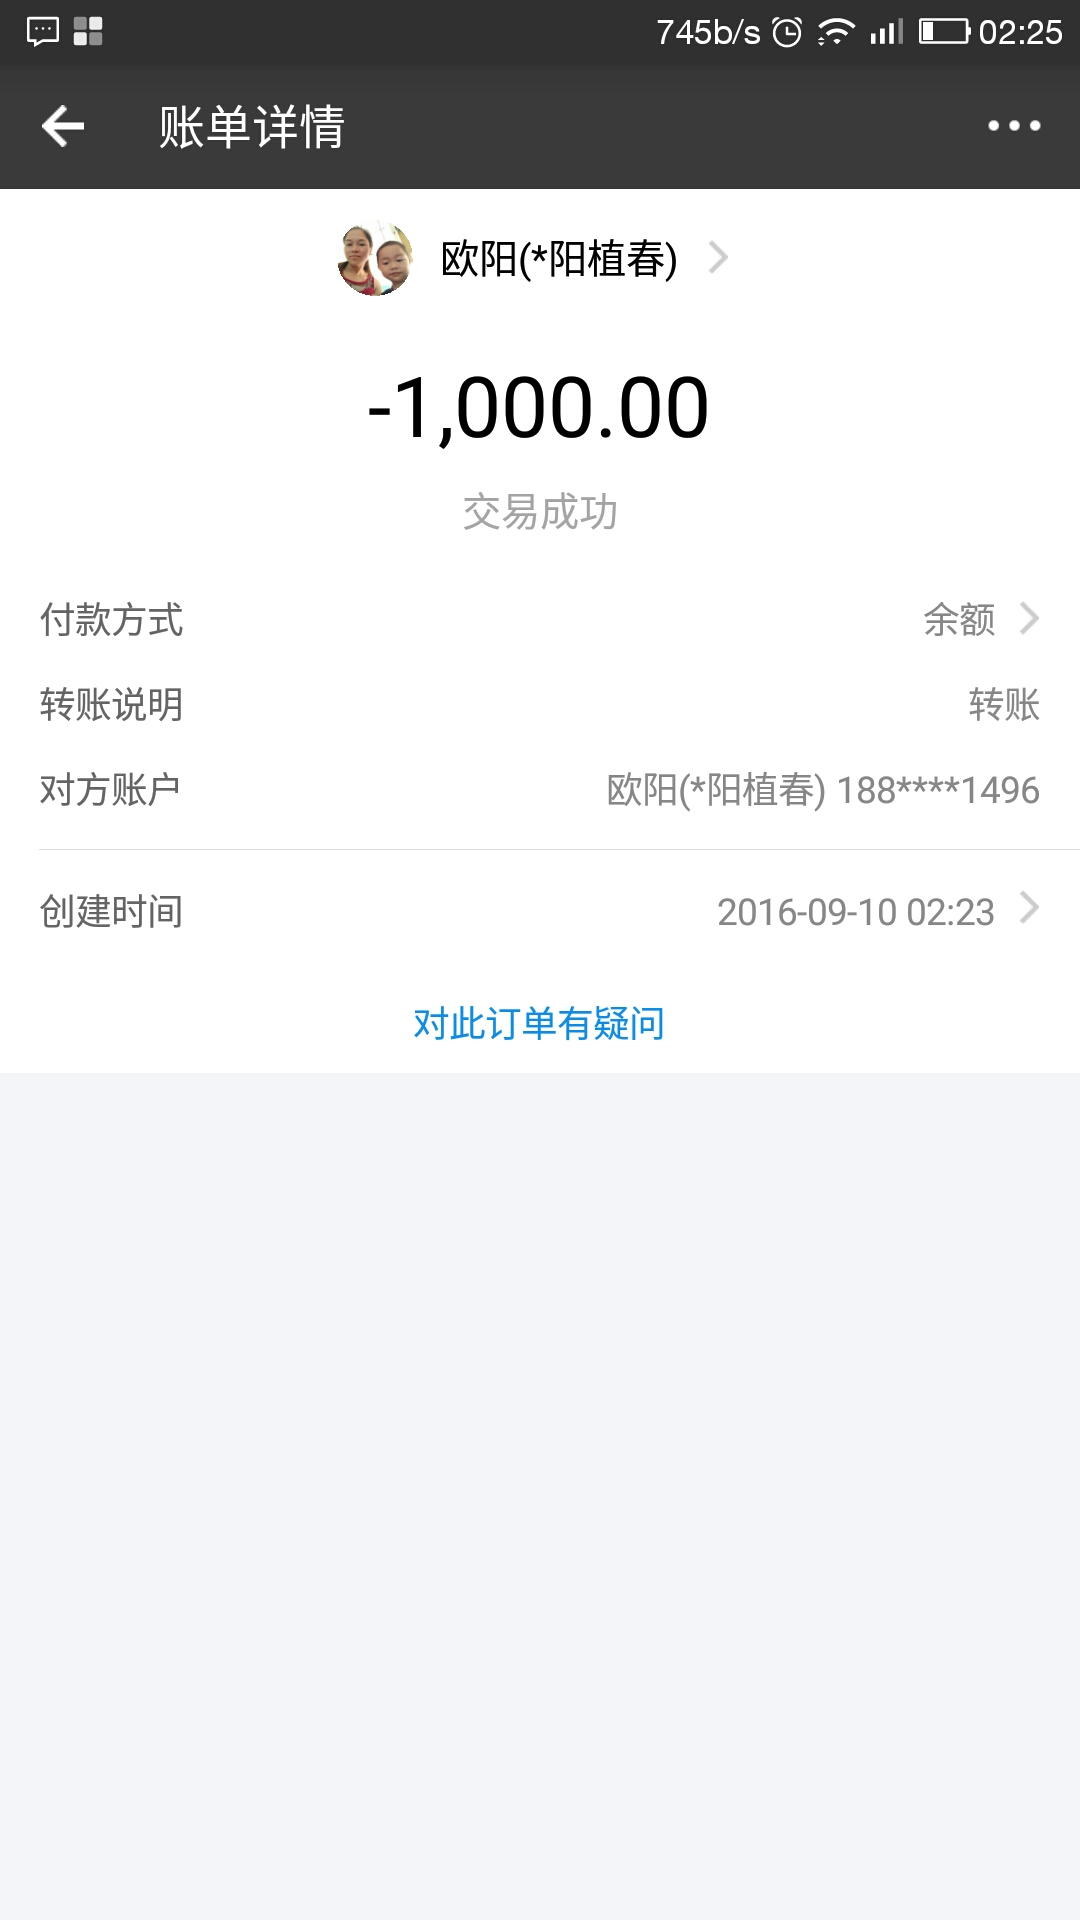 745b/s 02:25
账单详情
欧阳(*阳植春)
-1,000.00
交易成功
付款方式 余额
转账说明 转账
对方账户 欧阳(*阳植春) 188****1496
创建时间 2016-09-10 02:23
对此订单有疑问